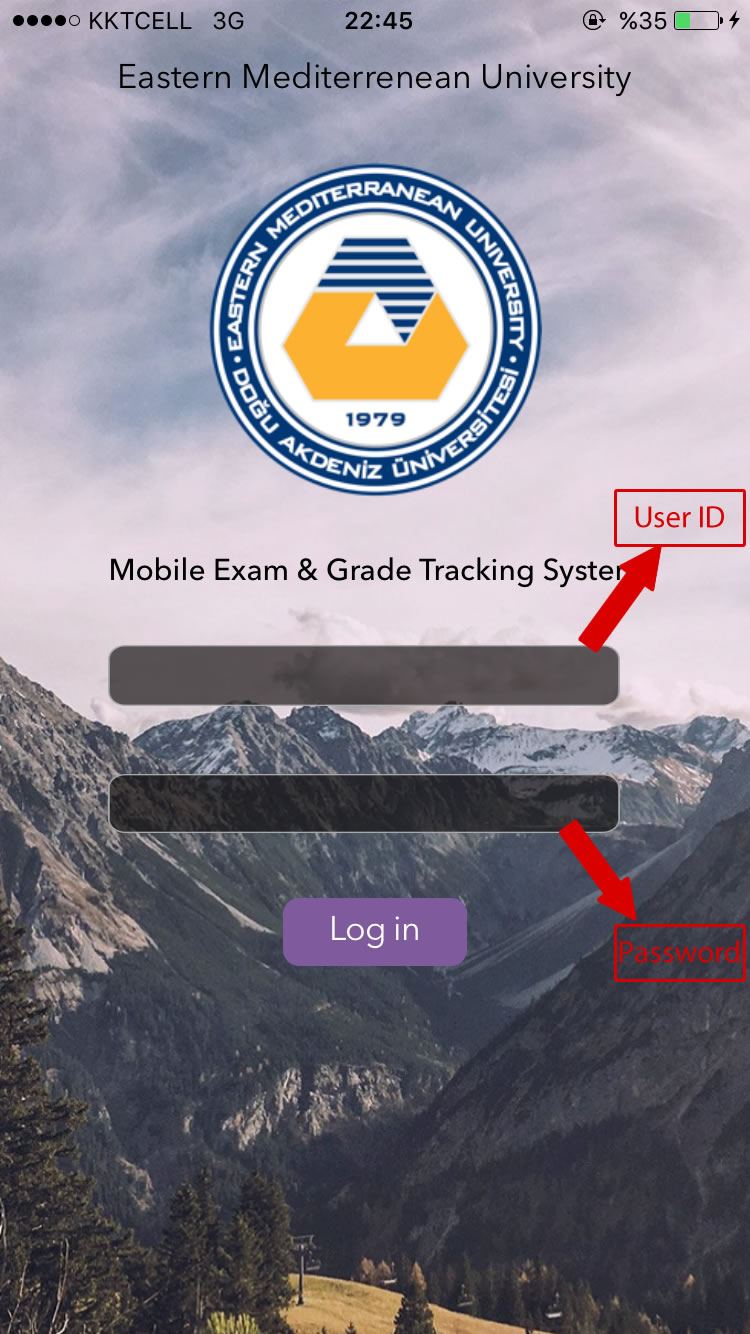 KKTCELL 3G 22:45 %35
Eastern Mediterrenean University
EASTERN MEDITERRANEAN UNIVERSITY
1979
DOĞU AKDENİZ ÜNİVERSİTESİ
User ID
Mobile Exam & Grade Tracking System
Log in
Password